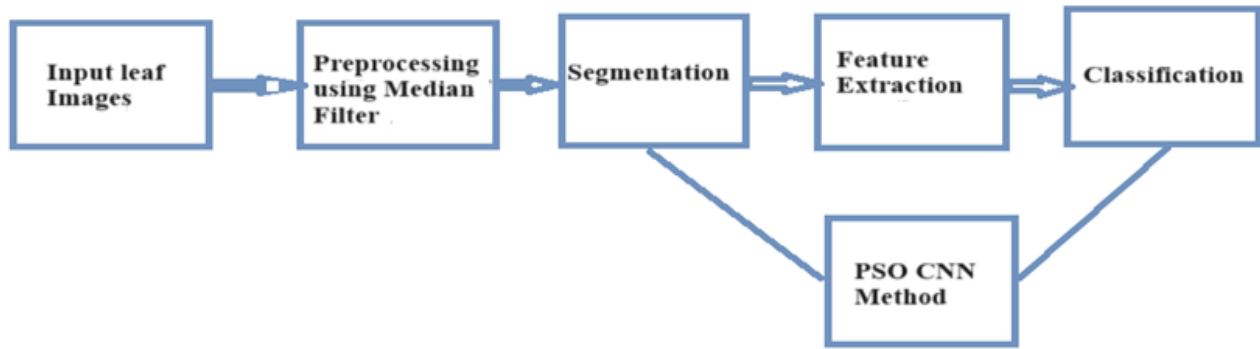 Input leaf
Images
Preprocessing
using Median
Filter
Segmentation
Feature
Extraction
Classification
PSO CNN
Method